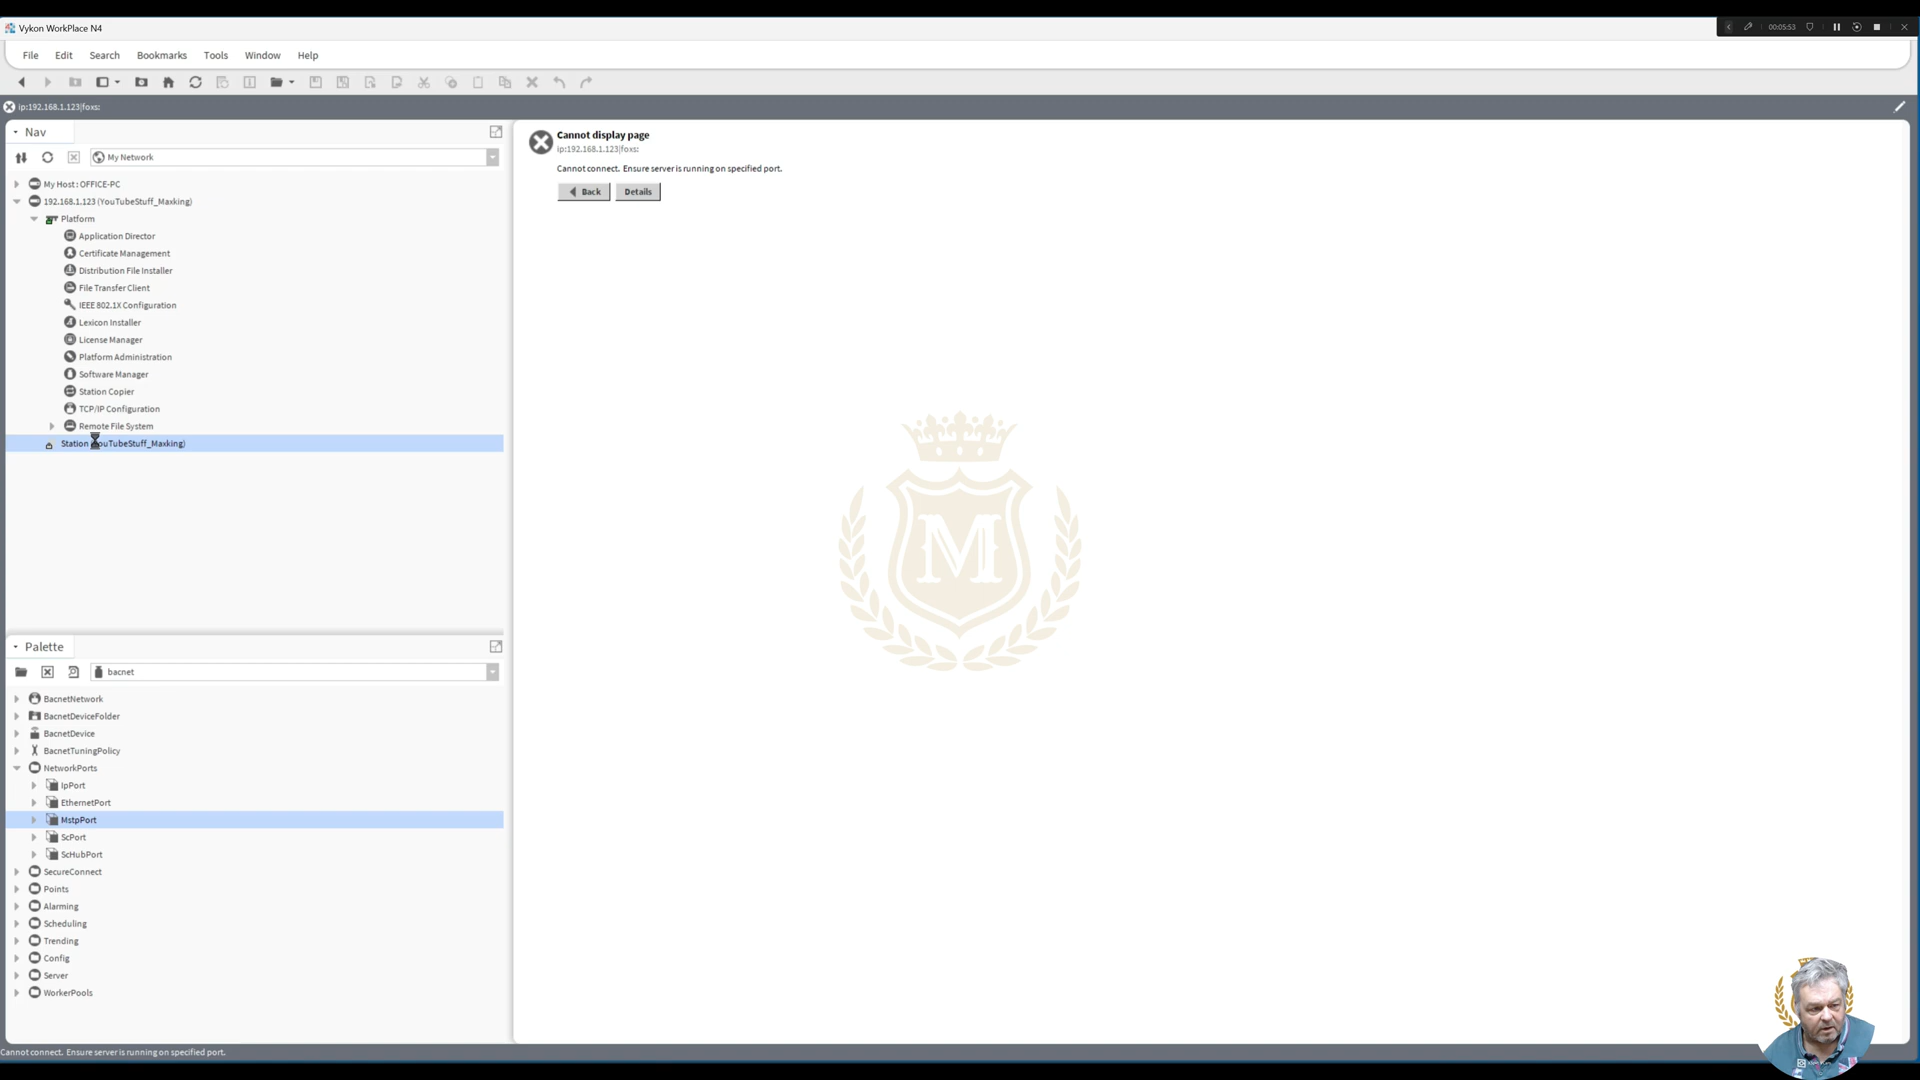 Vykon WorkPlace N4
00:05:53
File Edit Search Bookmarks Tools Window Help
ip:192.168.1.123|foxs:
Nav
My Network
My Host : OFFICE-PC
192.168.1.123 (YouTubeStuff_Maxking)
Platform
Application Director
Certificate Management
Distribution File Installer
File Transfer Client
IEEE 802.1X Configuration
Lexicon Installer
License Manager
Platform Administration
Software Manager
Station Copier
TCP/IP Configuration
Remote File System
Station YouTubeStuff_Maxking)
Cannot display page
ip:192.168.1.123|foxs:
Cannot connect. Ensure server is running on specified port.
Back Details
M
Palette
bacnet
BacnetNetwork
BacnetDeviceFolder
BacnetDevice
BacnetTuningPolicy
NetworkPorts
IpPort
EthernetPort
MstpPort
ScPort
ScHubPort
SecureConnect
Points
Alarming
Scheduling
Trending
Config
Server
WorkerPools
Cannot connect. Ensure server is running on specified port.